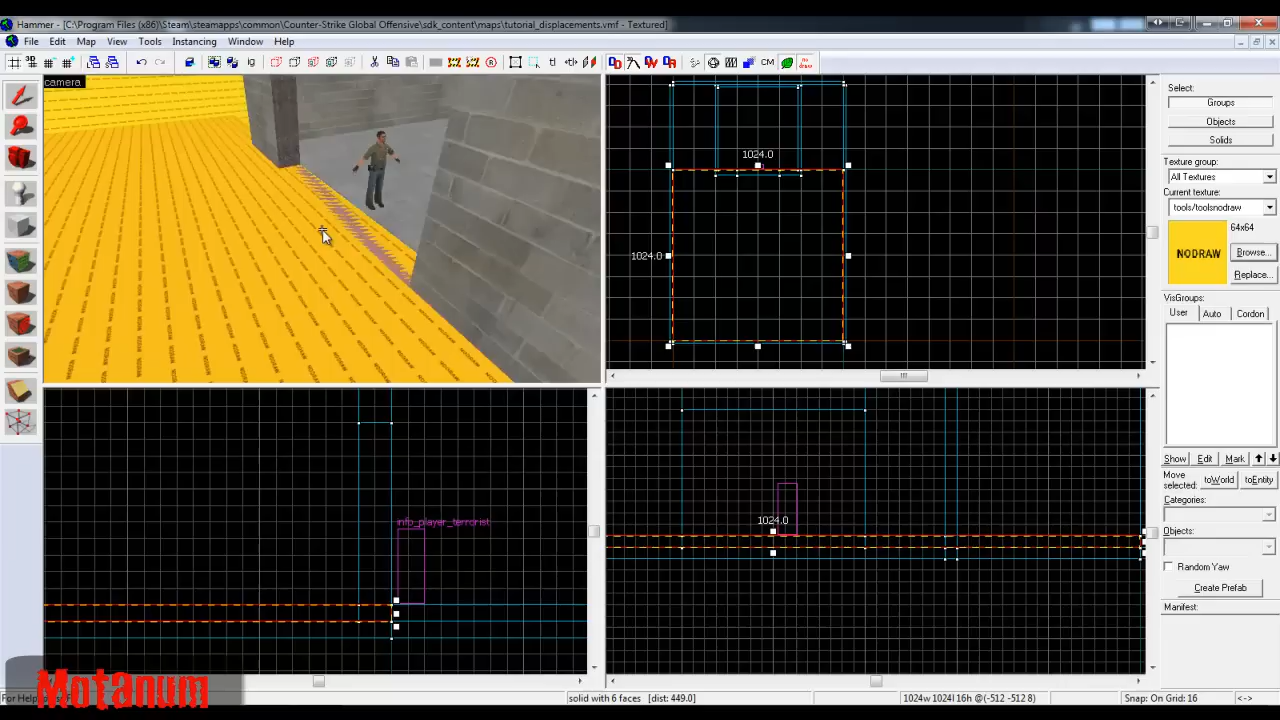 Hammer - [C:\Program Files (x86)\Steam\steamapps\common\Counter-Strike Global Offensive\sdk_content\maps\tutorial_displacements.vmf - Textured]
File Edit Map View Tools Instancing Window Help
camera
1024.0
1024.0
info_player_terrorist
1024.0
Select:
Groups
Objects
Solids
Texture group:
All Textures
Current texture:
tools/toolsnodraw
64x64
NODRAW
Browse...
Replace...
VisGroups:
User Auto Cordon
Show Edit Mark
Move selected: toWorld toEntity
Categories:
Objects:
Random Yaw
Create Prefab
Manifest:
Motanum
For Help
solid with 6 faces [dist: 449.0]
1024w 1024l 16h @(-512 -512 8)
Snap: On Grid: 16
<->